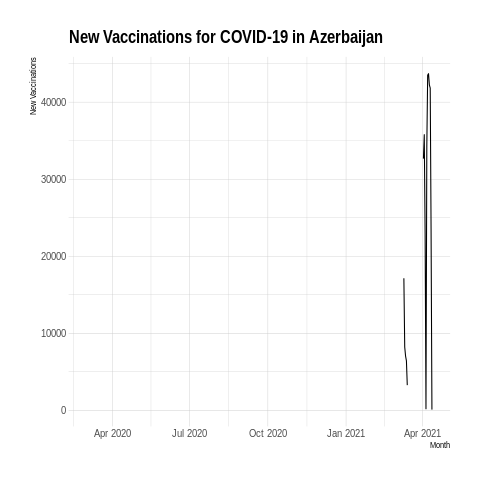 New Vaccinations for COVID-19 in Azerbaijan
New Vaccinations
40000
30000
20000
10000
0
Apr 2020 Jul 2020 Oct 2020 Jan 2021 Apr 2021
Month